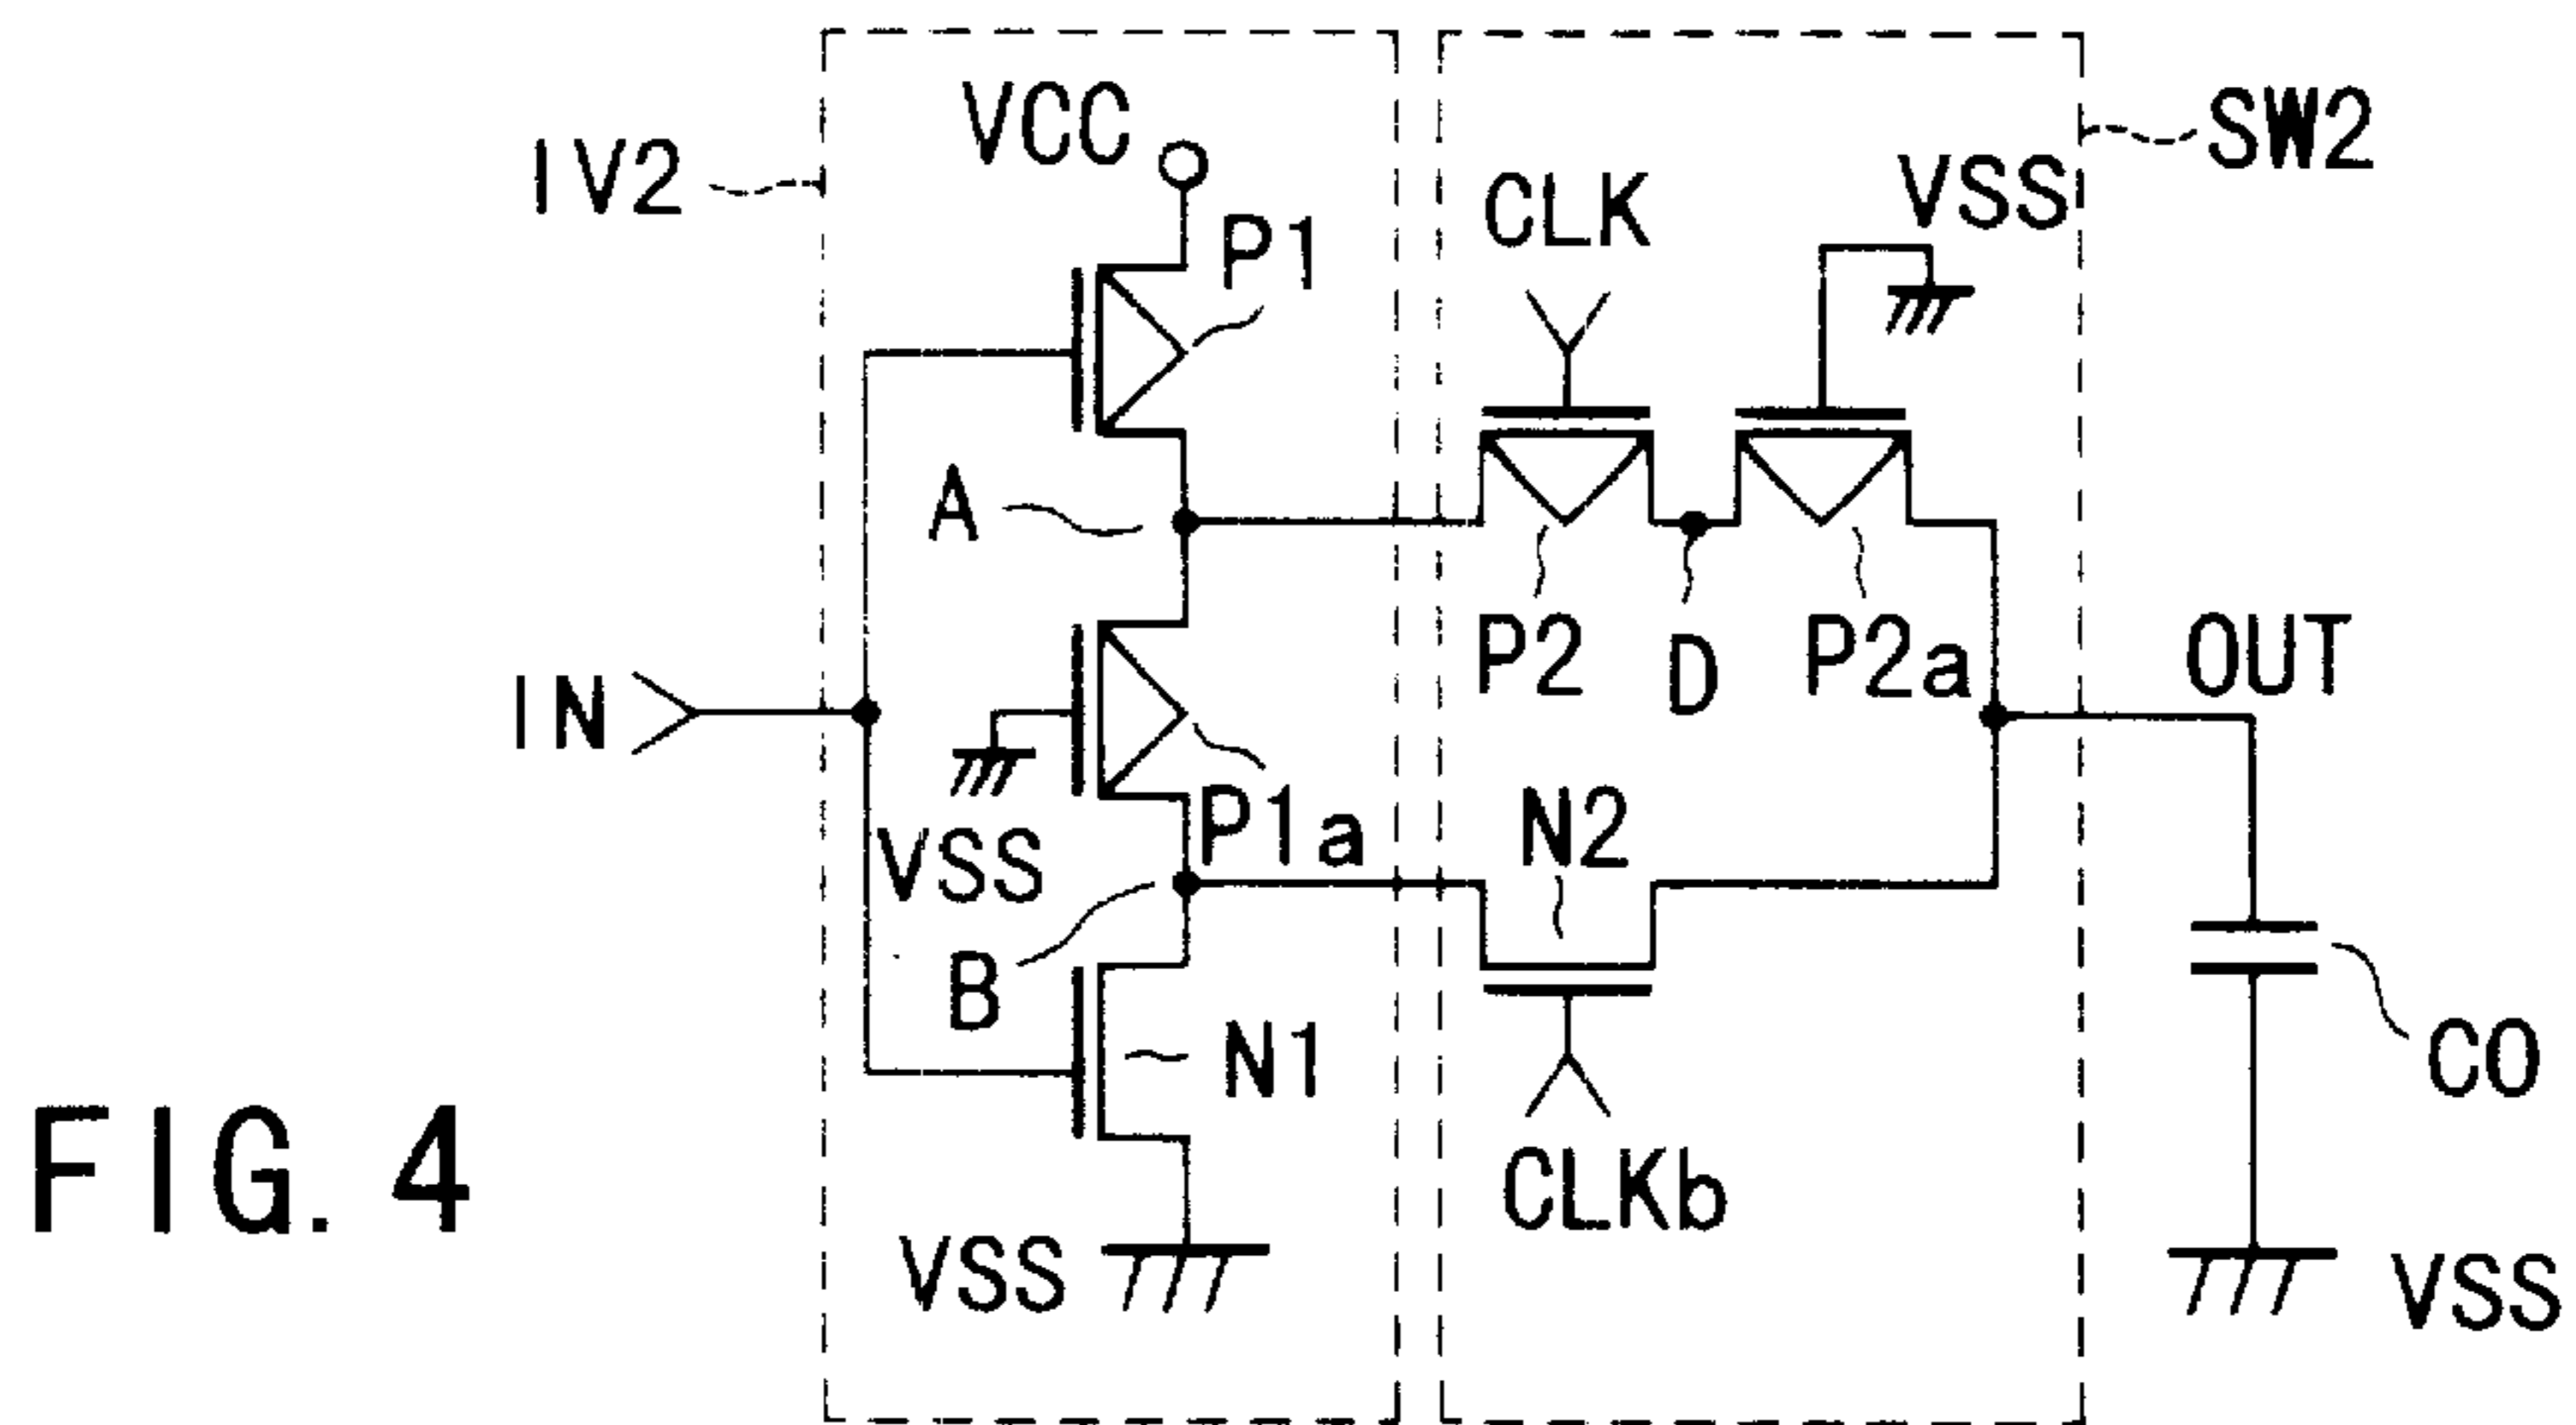 VCC
SW2
IV2
CLK
VSS
P1
A
P2
D
P2a
OUT
IN
P1a
N2
VSS
B
N1
CO
FIG. 4
CLKb
VSS
VSS